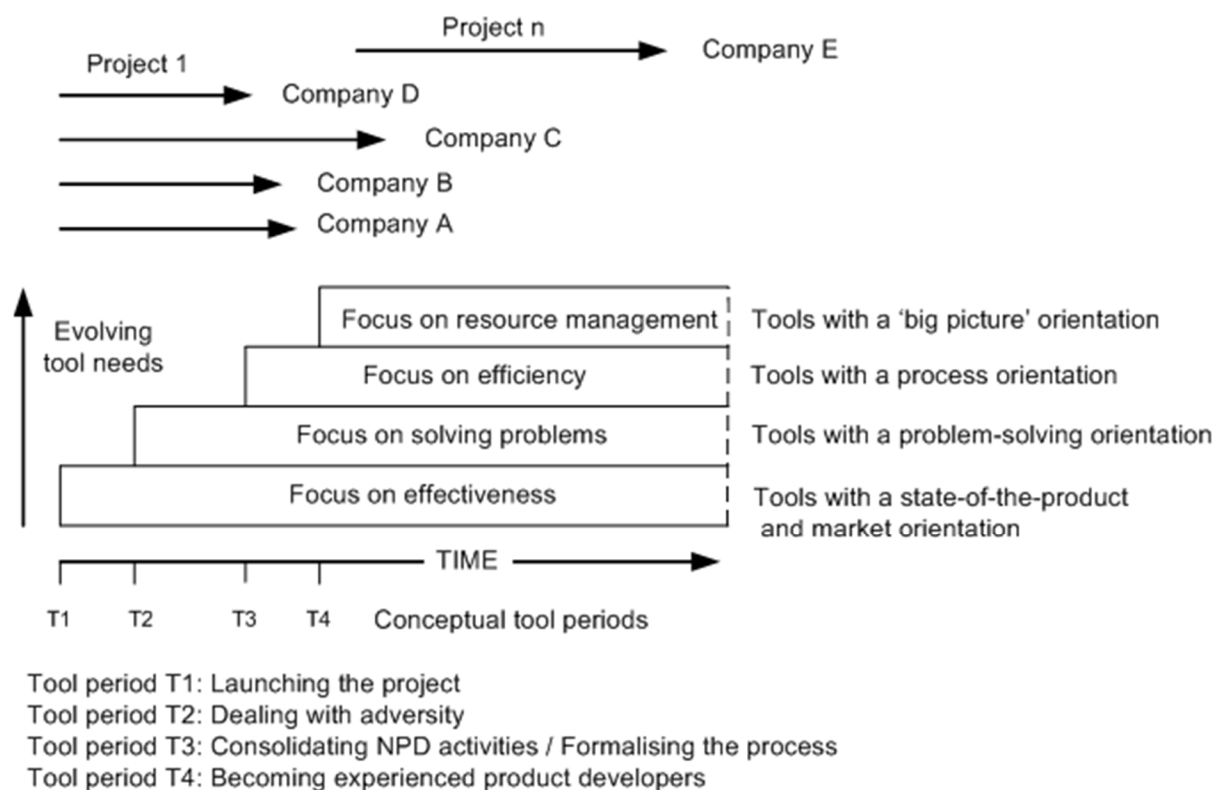 Project n
Company E
Project 1
Company D
Company C
Company B
Company A
Evolving
tool needs
Focus on resource management
Tools with a ‘big picture’ orientation
Focus on efficiency
Tools with a process orientation
Focus on solving problems
Tools with a problem-solving orientation
Focus on effectiveness
Tools with a state-of-the-product
and market orientation
TIME
T1
T2
T3
T4
Conceptual tool periods
Tool period T1: Launching the project
Tool period T2: Dealing with adversity
Tool period T3: Consolidating NPD activities / Formalising the process
Tool period T4: Becoming experienced product developers